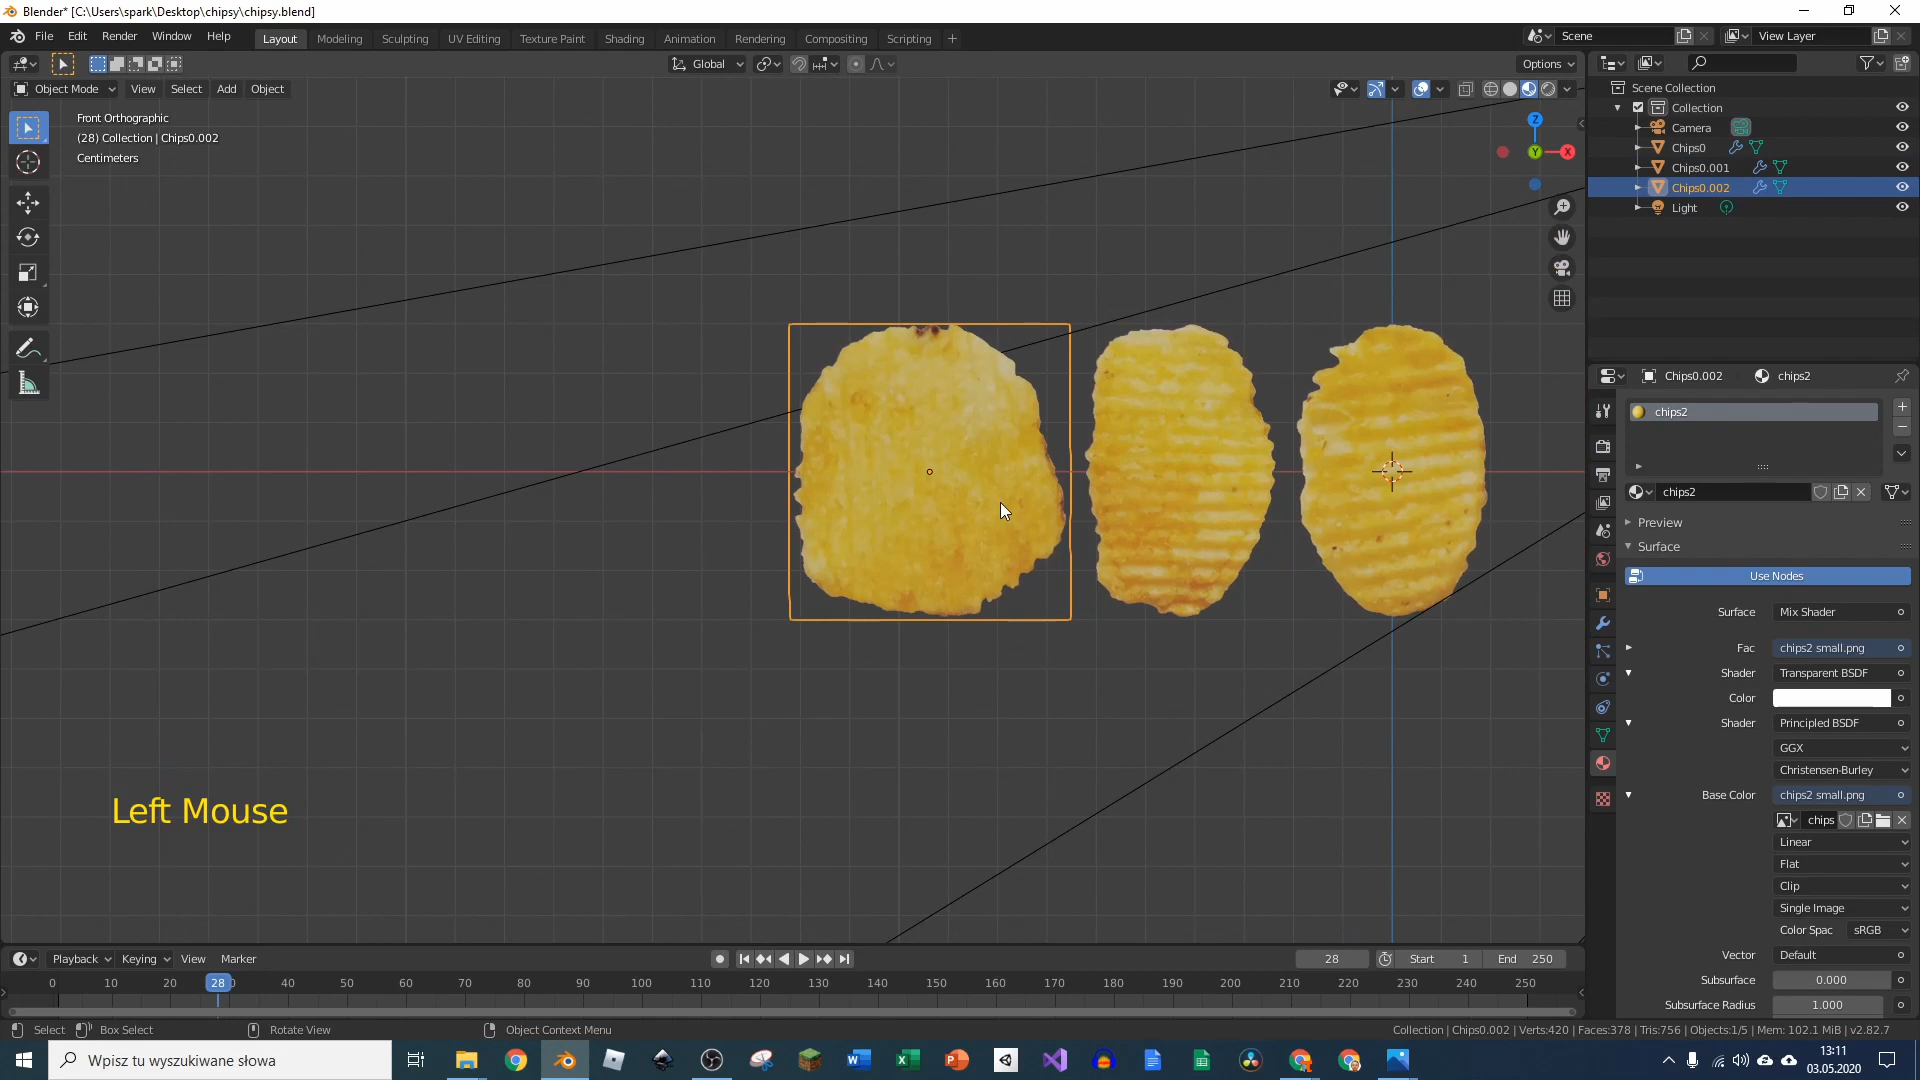 Blender* [C:\Users\spark\Desktop\chipsy\chipsy.blend]
File Edit Render Window Help
Layout Modeling Sculpting UV Editing Texture Paint Shading Animation Rendering Compositing Scripting +
Scene
View Layer
Global
Options
Object Mode View Select Add Object
Front Orthographic
(28) Collection | Chips0.002
Centimeters
Z
Y
X
Scene Collection
Collection
Camera
Chips0
Chips0.001
Chips0.002
Light
Chips0.002
chips2
chips2
chips2
Preview
Surface
Use Nodes
Surface Mix Shader
Fac chips2 small.png
Shader Transparent BSDF
Color
Shader Principled BSDF
GGX
Christensen-Burley
Base Color chips2 small.png
chips
Linear
Flat
Clip
Single Image
Color Spac sRGB
Vector Default
Subsurface 0.000
Subsurface Radius 1.000
Left Mouse
Playback Keying View Marker
28
Start 1
End 250
0 10 20 28 40 50 60 70 80 90 100 110 120 130 140 150 160 170 180 190 200 210 220 230 240 250
Select Box Select Rotate View Object Context Menu
Collection | Chips0.002 | Verts:420 | Faces:378 | Tris:756 | Objects:1/5 | Mem: 102.1 MiB | v2.82.7
Wpisz tu wyszukiwane słowa
13:11
03.05.2020